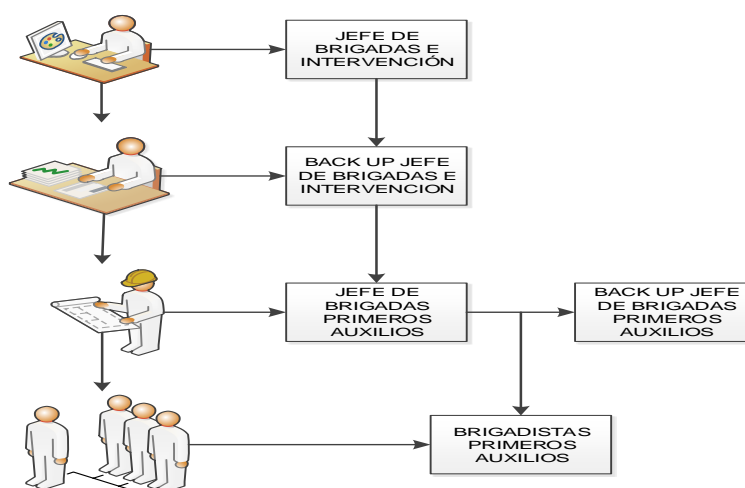 JEFE DE
BRIGADAS E
INTERVENCIÓN
BACK UP JEFE
DE BRIGADAS E
INTERVENCION
JEFE DE
BRIGADAS
PRIMEROS
AUXILIOS
BACK UP JEFE
DE BRIGADAS
PRIMEROS
AUXILIOS
BRIGADISTAS
PRIMEROS
AUXILIOS